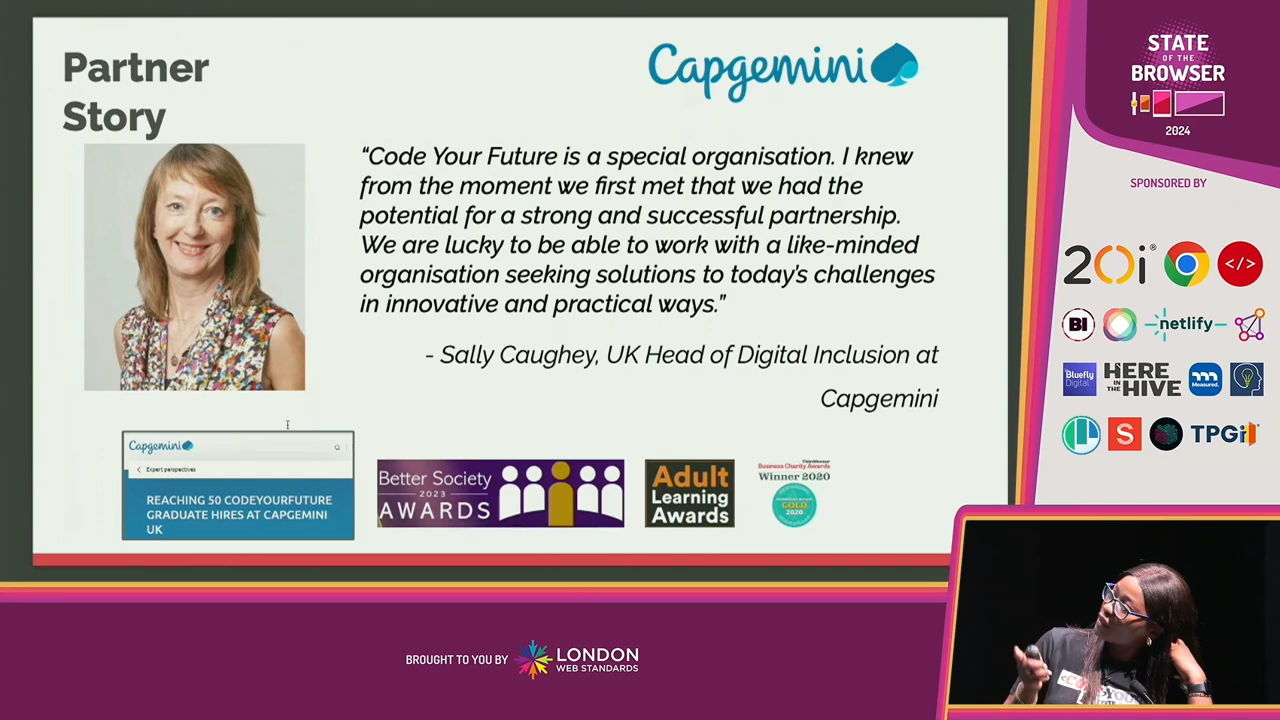 Partner
Story
Capgemini
“Code Your Future is a special organisation. I knew
from the moment we first met that we had the
potential for a strong and successful partnership.
We are lucky to be able to work with a like-minded
organisation seeking solutions to today’s challenges
in innovative and practical ways.”
- Sally Caughey, UK Head of Digital Inclusion at
Capgemini
Capgemini
Expert perspectives
REACHING 50 CODEYOURFUTURE
GRADUATE HIRES AT CAPGEMINI
UK
Better Society
2023
AWARDS
Adult
Learning
Awards
Business Charity Awards
Winner 2020
GOLD
2020
STATE
OF THE
BROWSER
2024
SPONSORED BY
20i®
</>
BI
netlify
Bluefly
Digital
HERE
IN THE
HIVE
Measured.
S
TPGi
BROUGHT TO YOU BY
LONDON
WEB STANDARDS